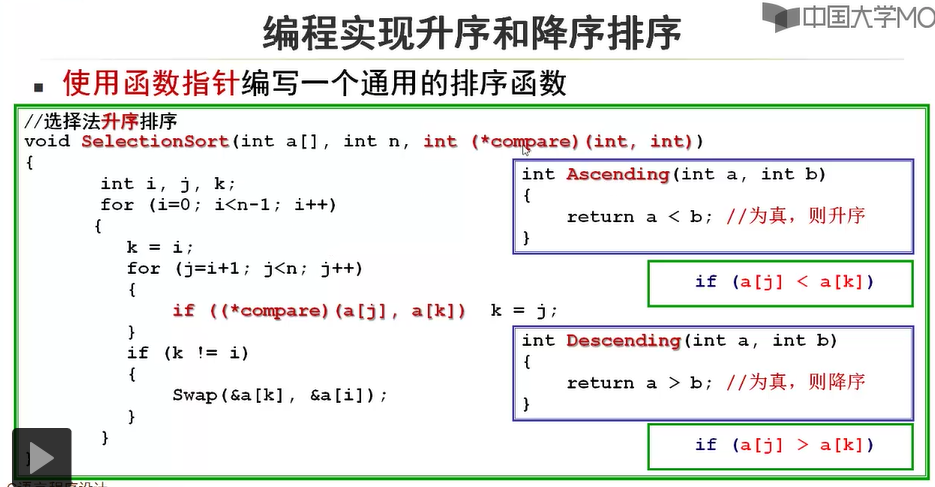 中国大学MO
编程实现升序和降序排序
■ 使用函数指针编写一个通用的排序函数
//选择法升序排序
void SelectionSort(int a[], int n, int (*compare)(int, int))
{
int i, j, k;
for (i=0; i<n-1; i++)
{
k = i;
for (j=i+1; j<n; j++)
{
if ((*compare)(a[j], a[k])  k = j;
}
if (k != i)
{
Swap(&a[k], &a[i]);
}
}
int Ascending(int a, int b)
{
return a < b; //为真，则升序
}
if (a[j] < a[k])
int Descending(int a, int b)
{
return a > b; //为真，则降序
}
if (a[j] > a[k])